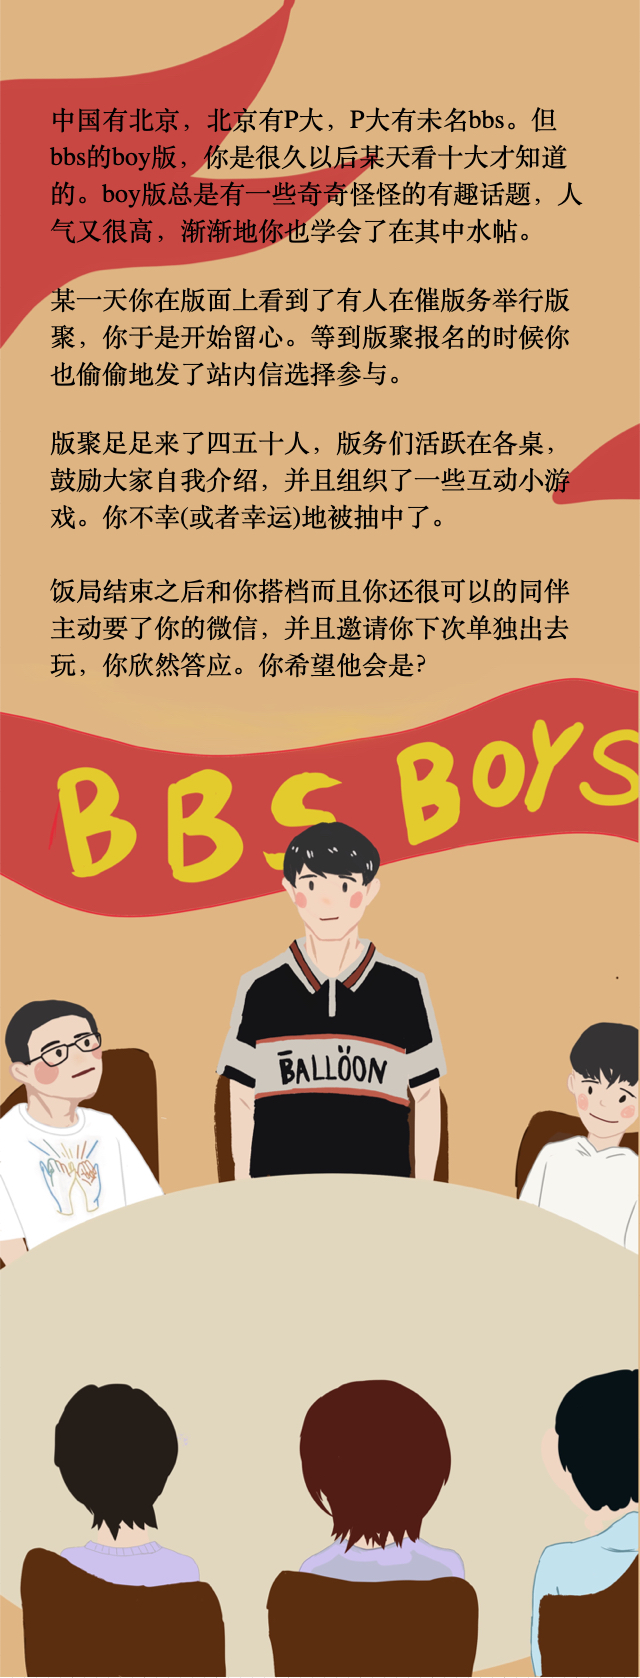 中国有北京，北京有P大，P大有未名bbs。但
bbs的boy版，你是很久以后某天看十大才知道
的。boy版总是有一些奇奇怪怪的有趣话题，人
气又很高，渐渐地你也学会了在其中水帖。
某一天你在版面上看到了有人在催版务举行版
聚，你于是开始留心。等到版聚报名的时候你
也偷偷地发了站内信选择参与。
版聚足足来了四五十人，版务们活跃在各桌，
鼓励大家自我介绍，并且组织了一些互动小游
戏。你不幸(或者幸运)地被抽中了。
饭局结束之后和你搭档而且你还很可以的同伴
主动要了你的微信，并且邀请你下次单独出去
玩，你欣然答应。你希望他会是?
BBS BOYS
BALLÖON